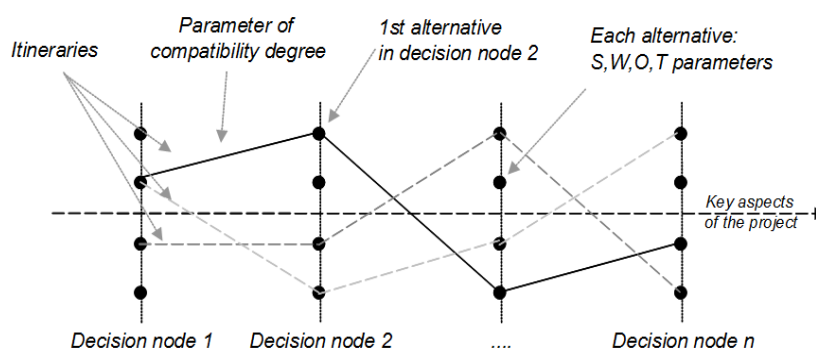 Itineraries
Parameter of
compatibility degree
1st alternative
in decision node 2
Each alternative:
S,W,O,T parameters
Key aspects
of the project
Decision node 1
Decision node 2
....
Decision node n